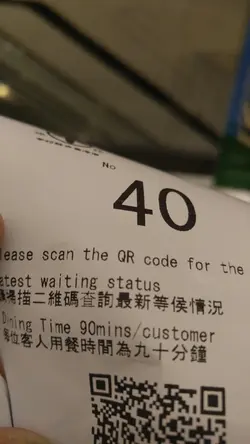 No
40
lease scan the QR code for the
atest waiting status
掃描二維碼查詢最新等侯情況
Dining Time 90mins/customer
每位客人用餐時間為九十分鐘